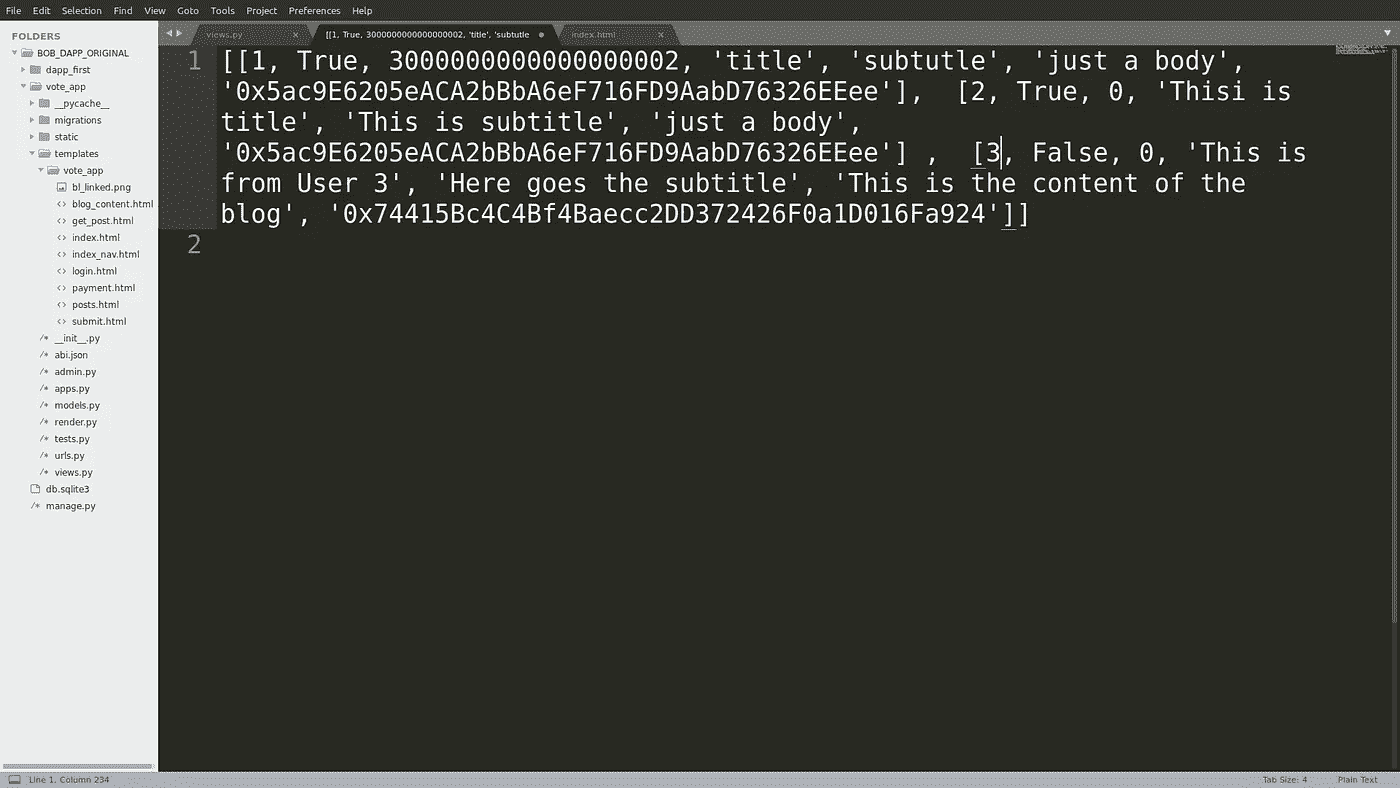 File Edit Selection Find View Goto Tools Project Preferences Help
FOLDERS
BOB_DAPP_ORIGINAL
dapp_first
vote_app
__pycache__
migrations
static
templates
vote_app
bl_linked.png
blog_content.html
get_post.html
index.html
index_nav.html
login.html
payment.html
posts.html
submit.html
__init__.py
abi.json
admin.py
apps.py
models.py
render.py
tests.py
urls.py
views.py
db.sqlite3
manage.py
views.py
[[1, True, 3000000000000000002, 'title', 'subtutle
index.html
1 [[1, True, 3000000000000000002, 'title', 'subtutle', 'just a body',
'0x5ac9E6205eACA2bBbA6eF716FD9AabD76326EEee'], [2, True, 0, 'Thisi is
title', 'This is subtitle', 'just a body',
'0x5ac9E6205eACA2bBbA6eF716FD9AabD76326EEee'] , [3, False, 0, 'This is
from User 3', 'Here goes the subtitle', 'This is the content of the
blog', '0x74415Bc4C4Bf4Baecc2DD372426F0a1D016Fa924']]
2
Line 1, Column 234
Tab Size: 4
Plain Text